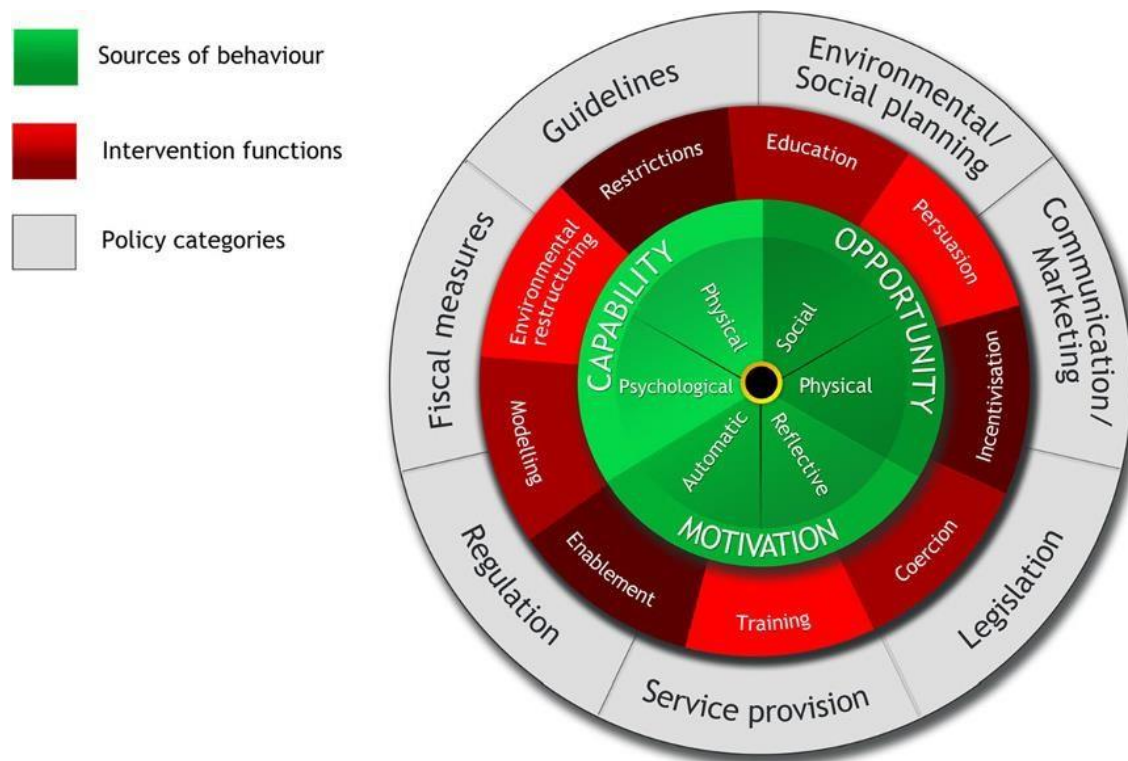 Sources of behaviour
Intervention functions
Policy categories
Guidelines
Environmental/
Social planning
Communication/
Marketing
Legislation
Service provision
Regulation
Fiscal measures
Restrictions
Education
Persuasion
Incentivisation
Coercion
Training
Enablement
Modelling
Environmental
restructuring
CAPABILITY
OPPORTUNITY
MOTIVATION
Physical
Social
Physical
Reflective
Automatic
Psychological